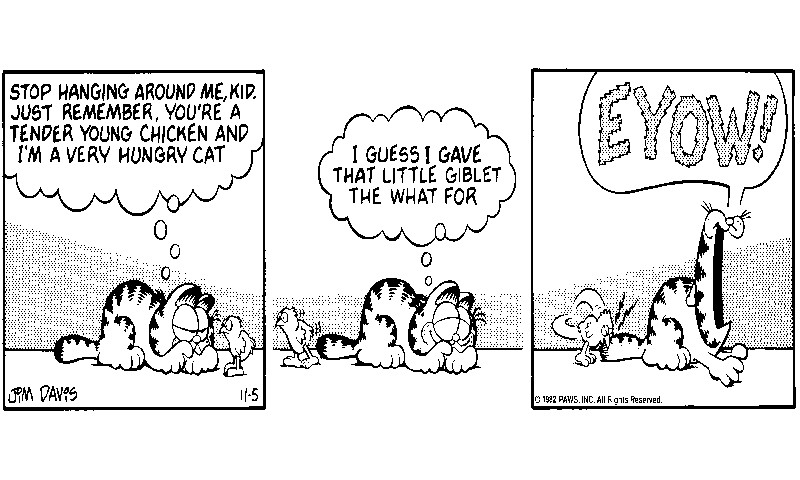 STOP HANGING AROUND ME, KID.
JUST REMEMBER, YOU'RE A
TENDER YOUNG CHICKEN AND
I'M A VERY HUNGRY CAT
JIM DAVIS
11-5
I GUESS I GAVE
THAT LITTLE GIBLET
THE WHAT FOR
EYOW!
© 1982 PAWS, INC. All Rights Reserved.